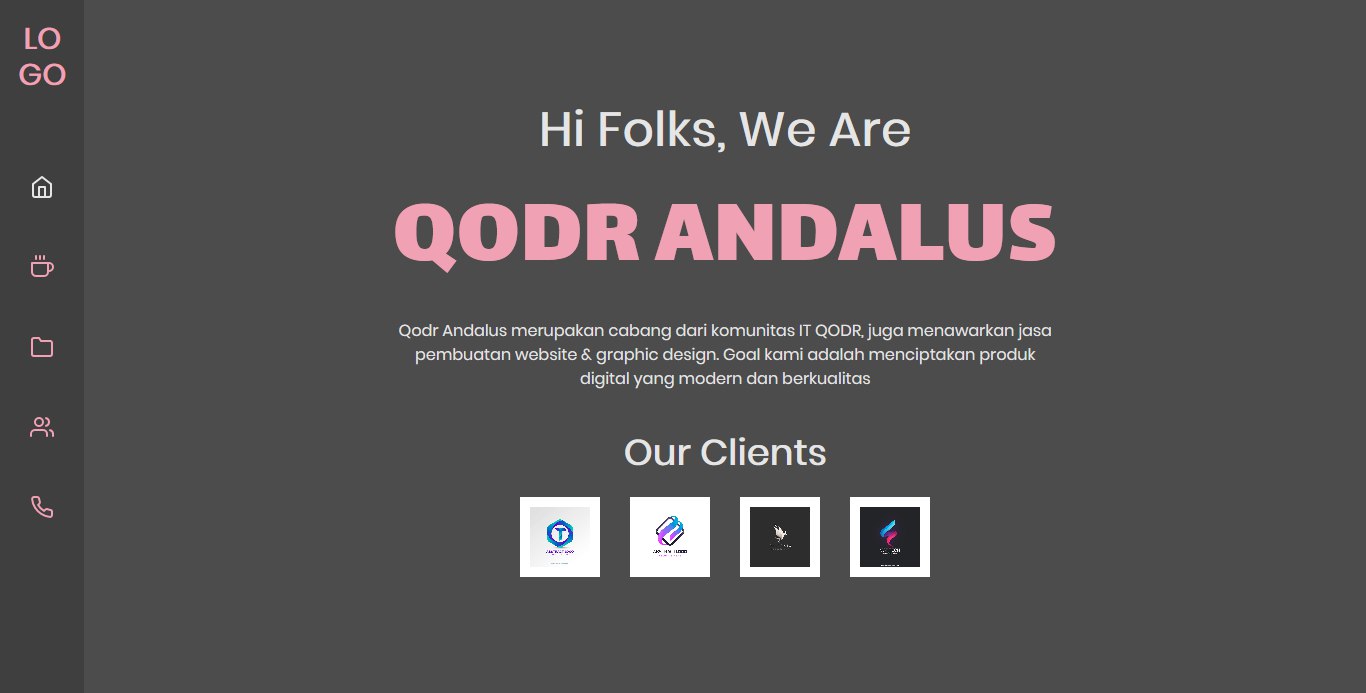 LO
GO
Hi Folks, We Are
QODR ANDALUS
Qodr Andalus merupakan cabang dari komunitas IT QODR, juga menawarkan jasa
pembuatan website & graphic design. Goal kami adalah menciptakan produk
digital yang modern dan berkualitas
Our Clients
T